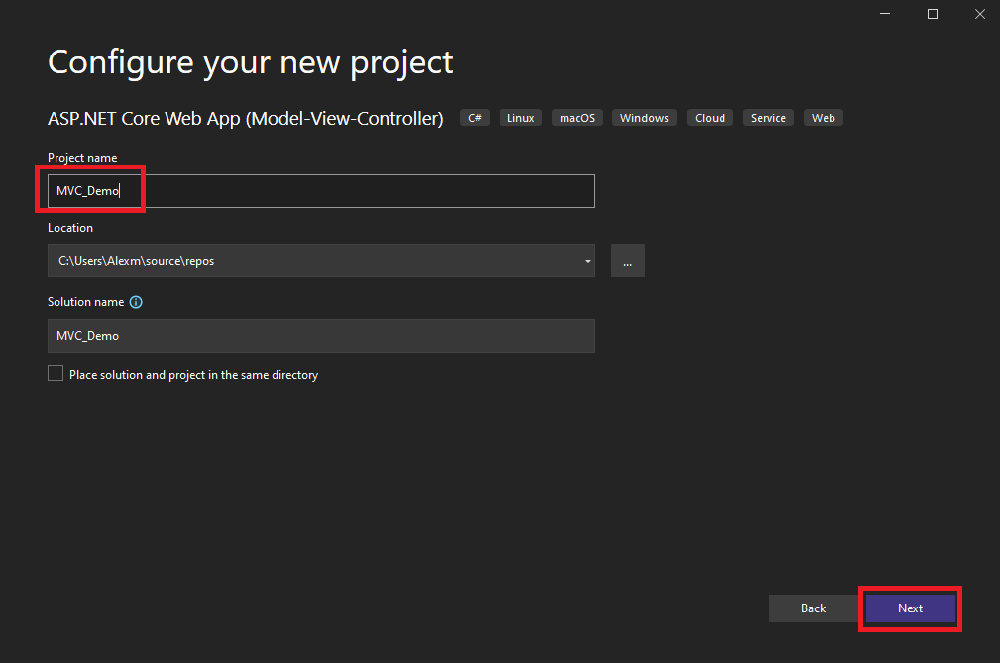 Configure your new project
ASP.NET Core Web App (Model-View-Controller) C# Linux macOS Windows Cloud Service Web
Project name
MVC_Demo
Location
C:\Users\Alexm\source\repos
...
Solution name
MVC_Demo
Place solution and project in the same directory
Back Next